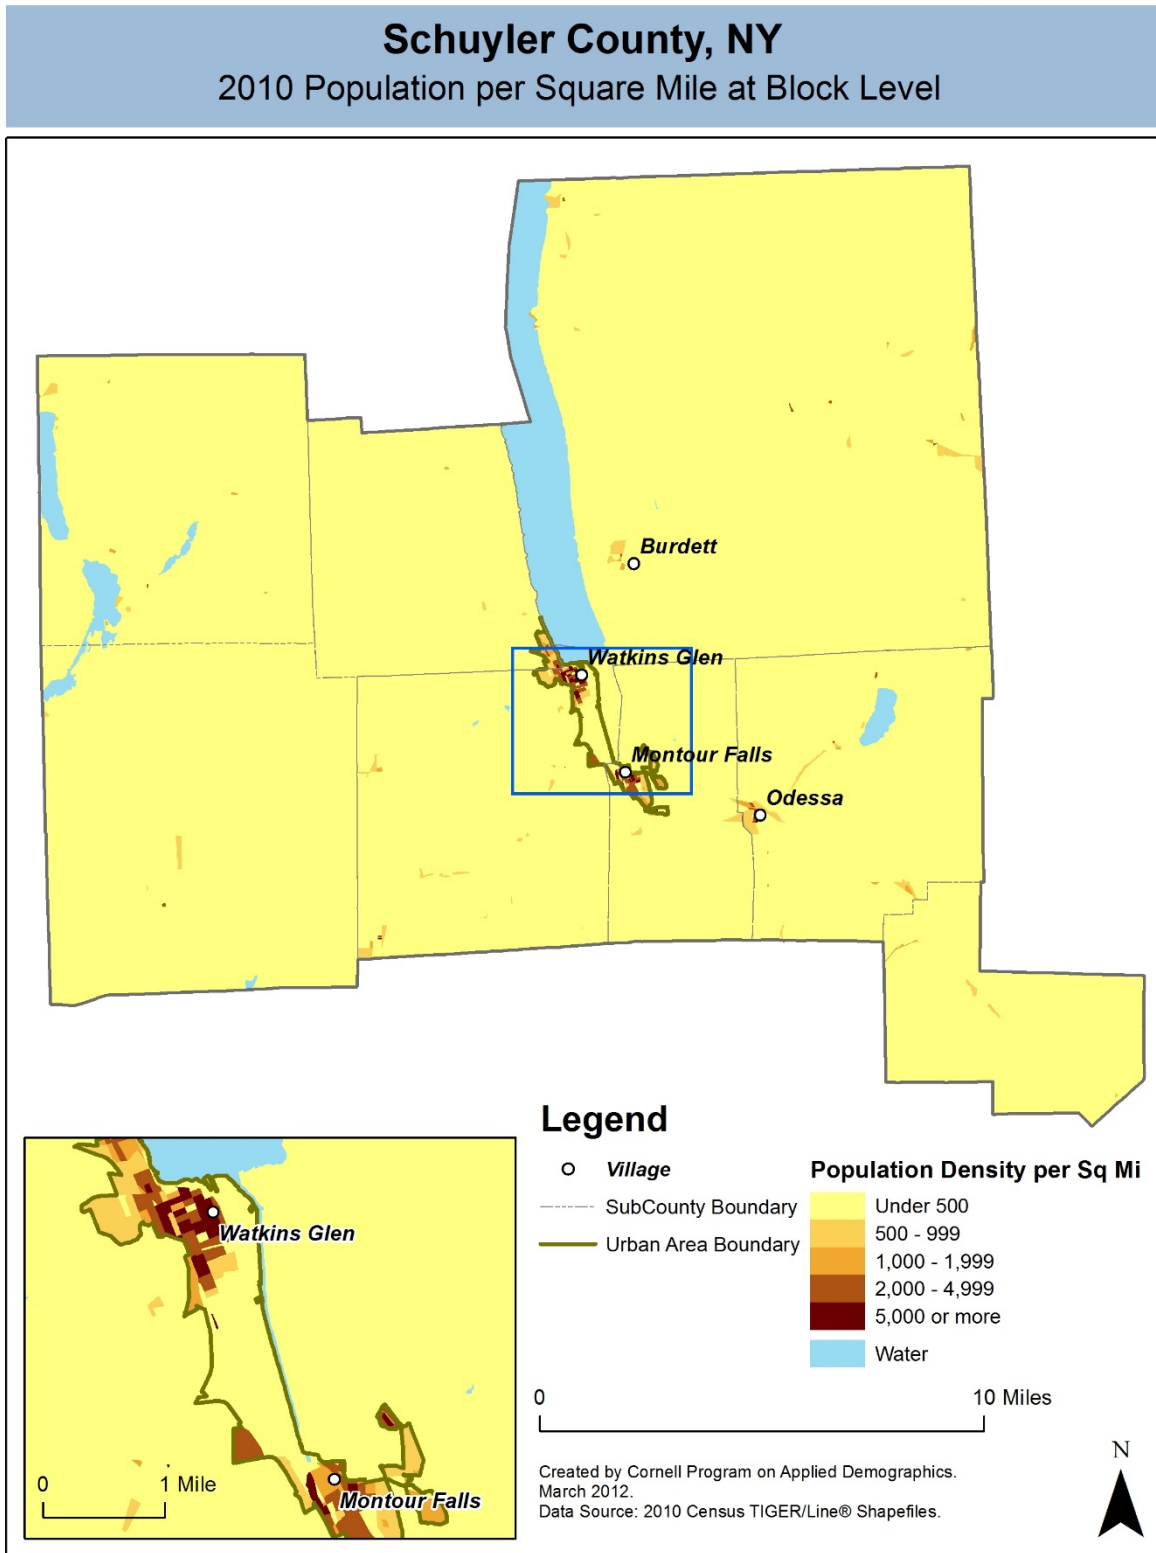 Schuyler County, NY
2010 Population per Square Mile at Block Level
Burdett
Watkins Glen
Montour Falls
Odessa
Watkins Glen
Montour Falls
0 1 Mile
Legend
Village
SubCounty Boundary
Urban Area Boundary
Population Density per Sq Mi
Under 500
500 - 999
1,000 - 1,999
2,000 - 4,999
5,000 or more
Water
0 10 Miles
Created by Cornell Program on Applied Demographics.
March 2012.
Data Source: 2010 Census TIGER/Line® Shapefiles.
N